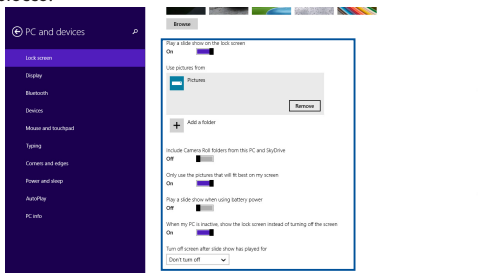 Browse
PC and devices
Play a slide show on the lock screen
On
Lock screen
Use pictures from
Display
Pictures
Bluetooth
Devices
Remove
Mouse and touchpad
Add a folder
Typing
Include Camera Roll folders from this PC and SkyDrive
Off
Corners and edges
Only use the pictures that will fit best on my screen
Power and sleep
On
AutoPlay
Play a slide show when using battery power
Off
PC info
When my PC is inactive, show the lock screen instead of turning off the screen
On
Turn off screen after slide show has played for
Don't turn off